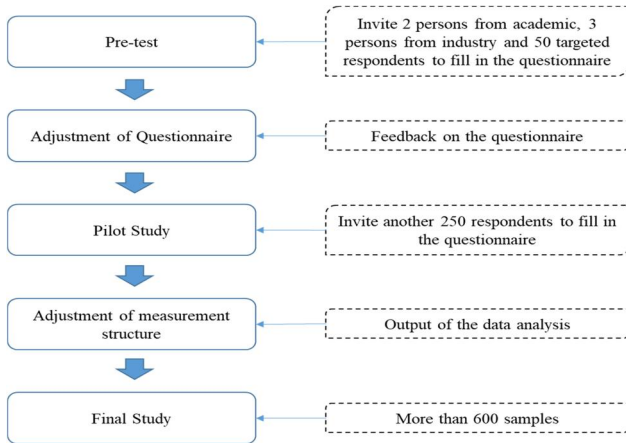 Pre-test
Invite 2 persons from academic, 3
persons from industry and 50 targeted
respondents to fill in the questionnaire
Adjustment of Questionnaire
Feedback on the questionnaire
Pilot Study
Invite another 250 respondents to fill in
the questionnaire
Adjustment of measurement
structure
Output of the data analysis
Final Study
More than 600 samples